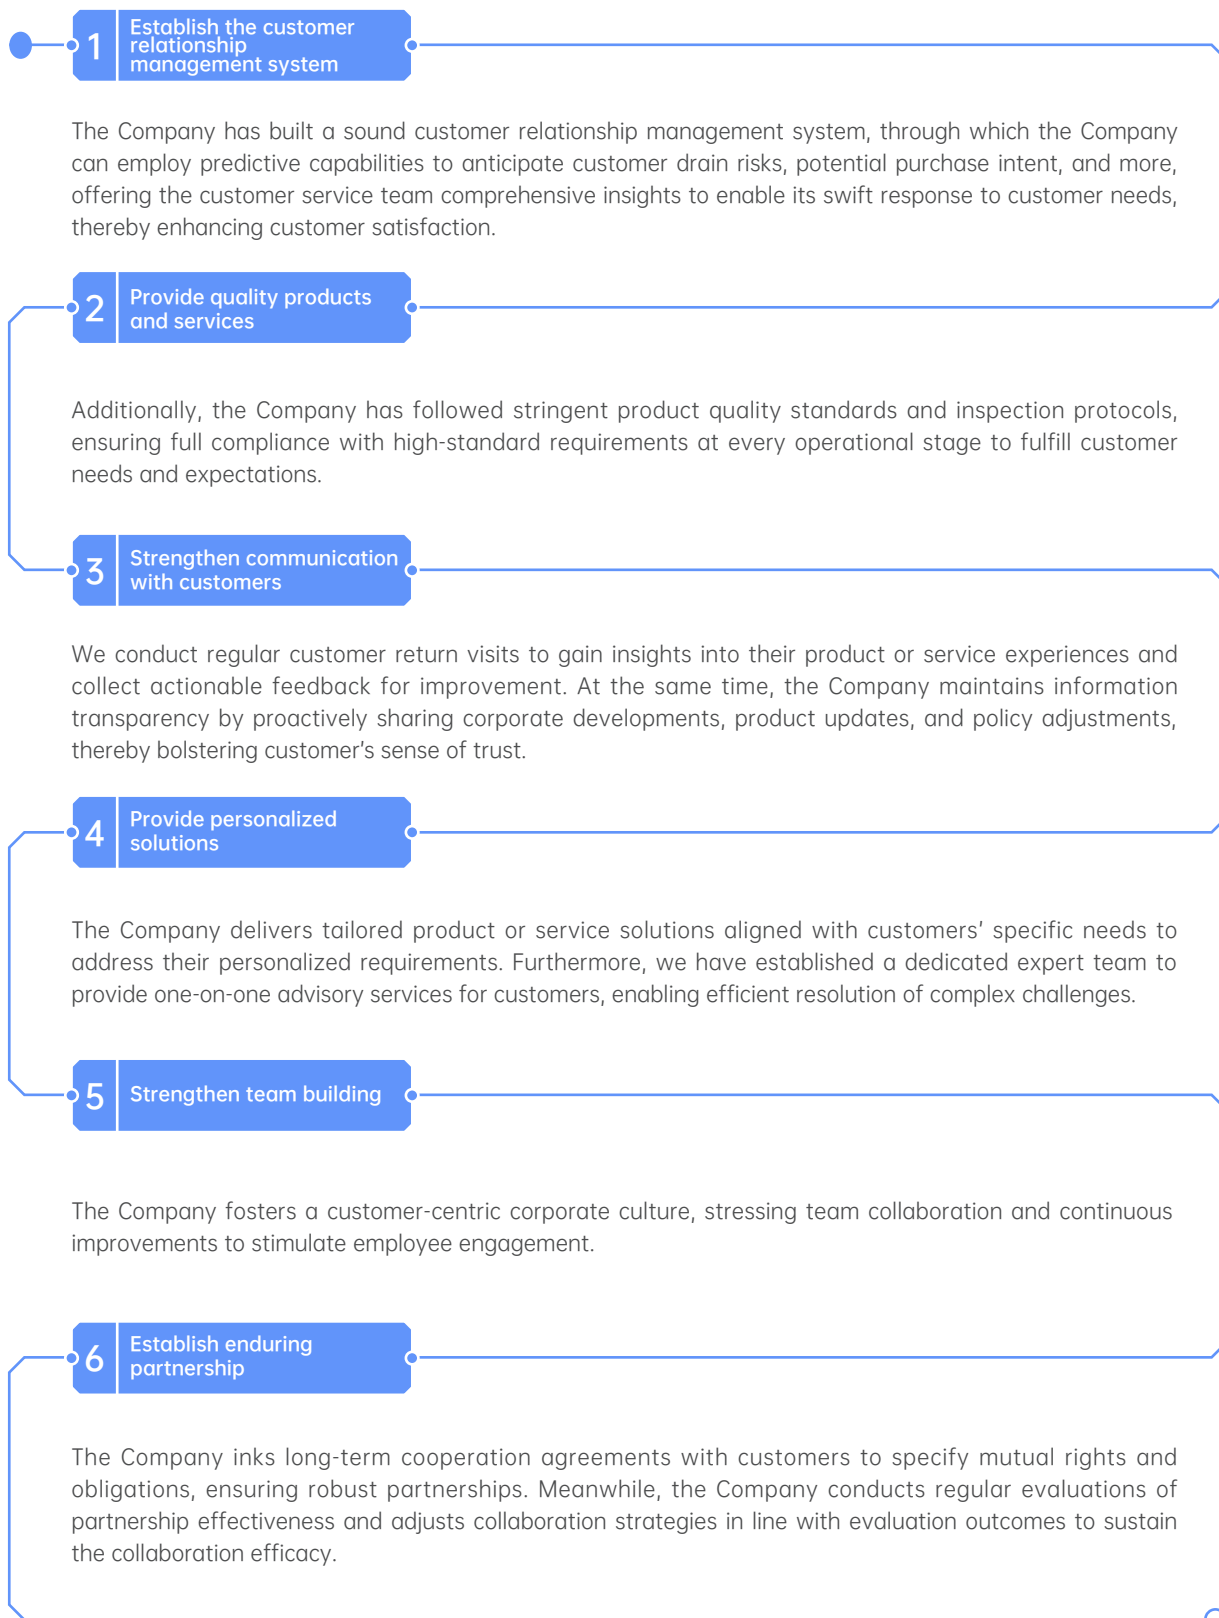 1
Establish the customer
relationship
management system
The Company has built a sound customer relationship management system, through which the Company
can employ predictive capabilities to anticipate customer drain risks, potential purchase intent, and more,
offering the customer service team comprehensive insights to enable its swift response to customer needs,
thereby enhancing customer satisfaction.
2
Provide quality products
and services
Additionally, the Company has followed stringent product quality standards and inspection protocols,
ensuring full compliance with high-standard requirements at every operational stage to fulfill customer
needs and expectations.
3
Strengthen communication
with customers
We conduct regular customer return visits to gain insights into their product or service experiences and
collect actionable feedback for improvement. At the same time, the Company maintains information
transparency by proactively sharing corporate developments, product updates, and policy adjustments,
thereby bolstering customer’s sense of trust.
4
Provide personalized
solutions
The Company delivers tailored product or service solutions aligned with customers’ specific needs to
address their personalized requirements. Furthermore, we have established a dedicated expert team to
provide one-on-one advisory services for customers, enabling efficient resolution of complex challenges.
5
Strengthen team building
The Company fosters a customer-centric corporate culture, stressing team collaboration and continuous
improvements to stimulate employee engagement.
6
Establish enduring
partnership
The Company inks long-term cooperation agreements with customers to specify mutual rights and
obligations, ensuring robust partnerships. Meanwhile, the Company conducts regular evaluations of
partnership effectiveness and adjusts collaboration strategies in line with evaluation outcomes to sustain
the collaboration efficacy.